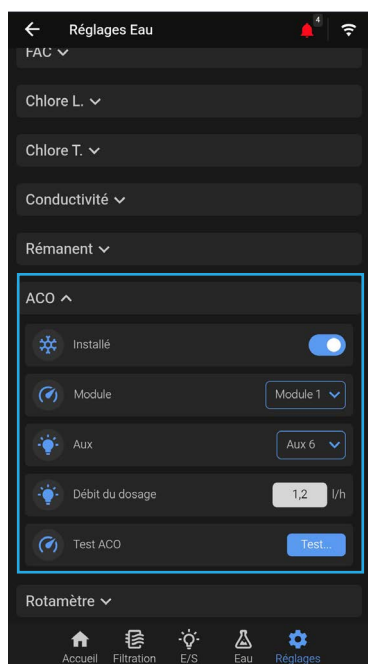 Réglages Eau 4
FAC
Chlore L.
Chlore T.
Conductivité
Rémanent
ACO
Installé
Module Module 1
Aux Aux 6
Débit du dosage 1,2 l/h
Test ACO Test...
Rotamètre
Accueil Filtration E/S Eau Réglages